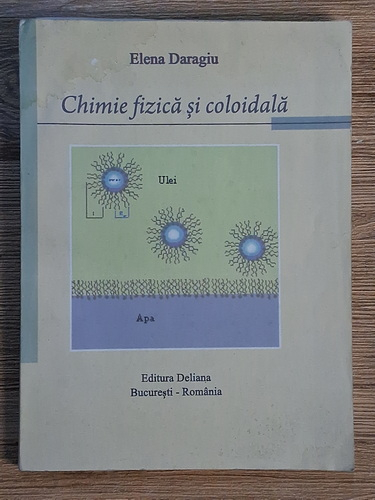 Elena Daragiu
Chimie fizică și coloidală
Ulei
Apa
Editura Deliana
București - România